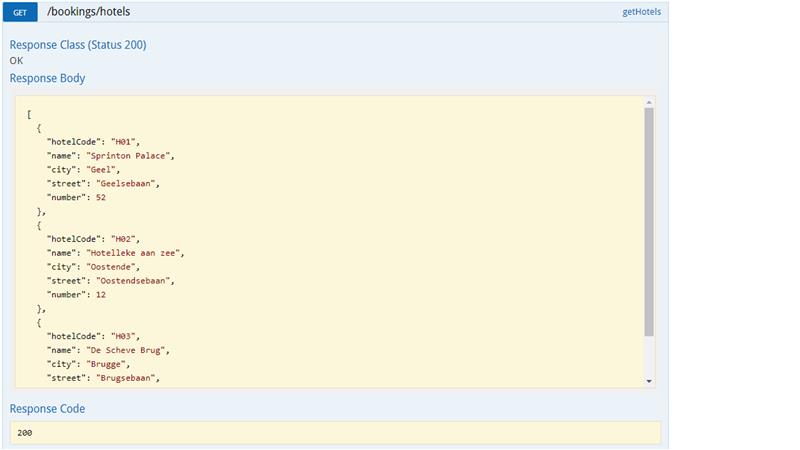 GET /bookings/hotels getHotels
Response Class (Status 200)
OK
Response Body
[
{
"hotelCode": "H01",
"name": "Sprinton Palace",
"city": "Geel",
"street": "Geelsebaan",
"number": 52
},
{
"hotelCode": "H02",
"name": "Hotelleke aan zee",
"city": "Oostende",
"street": "Oostendsebaan",
"number": 12
},
{
"hotelCode": "H03",
"name": "De Scheve Brug",
"city": "Brugge",
"street": "Brugsebaan",
Response Code
200